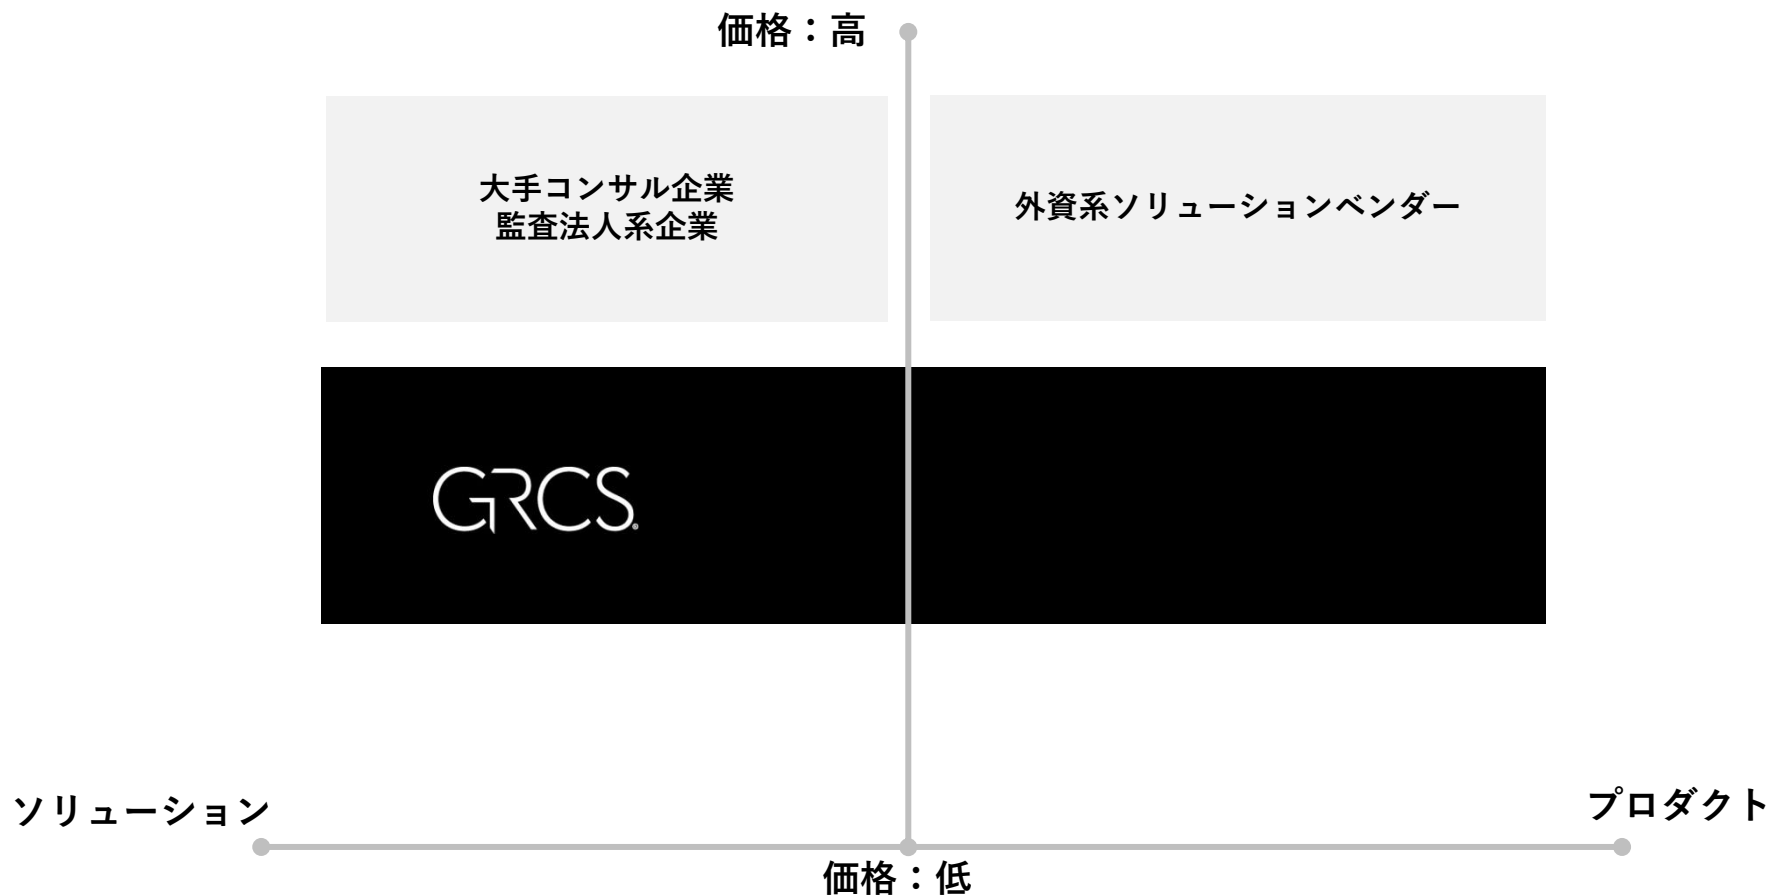 価格：高
大手コンサル企業
監査法人系企業
外資系ソリューションベンダー
GRCS®
ソリューション
プロダクト
価格：低